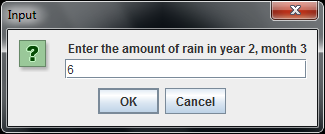 Input
?
Enter the amount of rain in year 2, month 3
6
OK Cancel